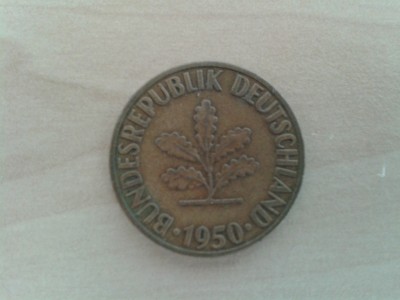 · BUNDESREPUBLIK DEUTSCHLAND ·
1950